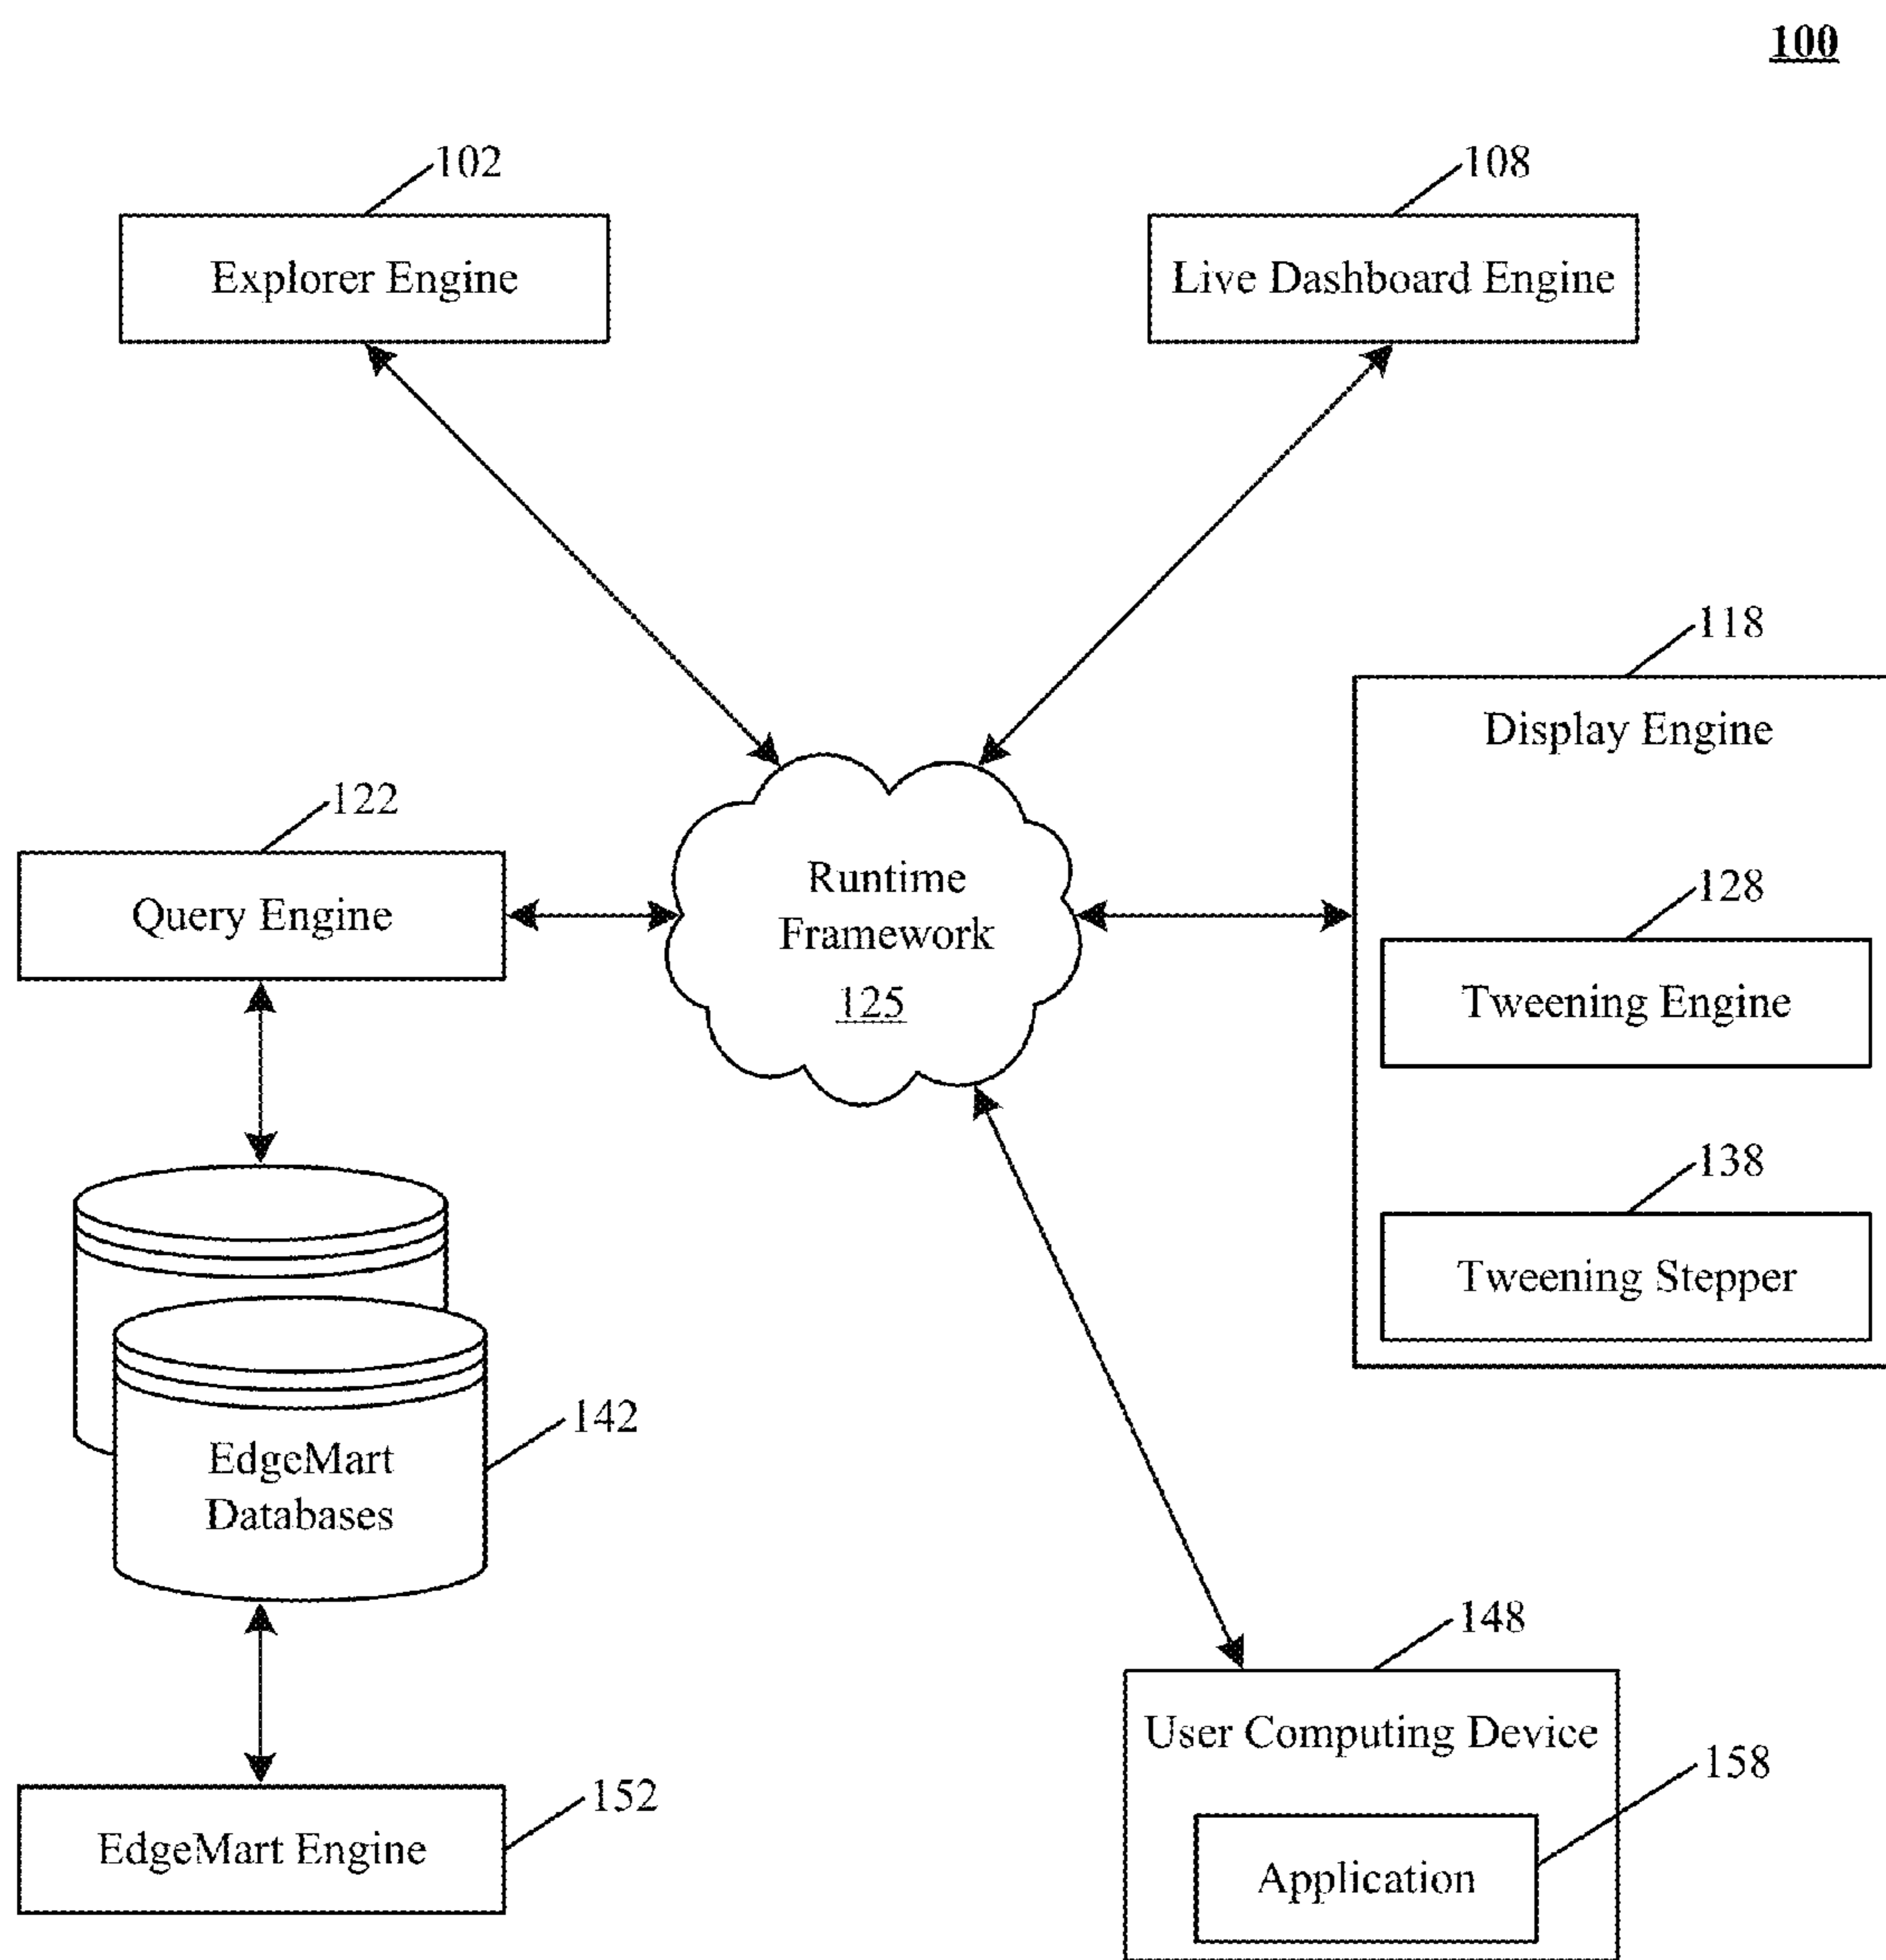 100
102
108
Explorer Engine
Live Dashboard Engine
118
Display Engine
122
Query Engine
Runtime
Framework
125
128
Tweening Engine
138
Tweening Stepper
142
EdgeMart
Databases
148
User Computing Device
152
158
EdgeMart Engine
Application